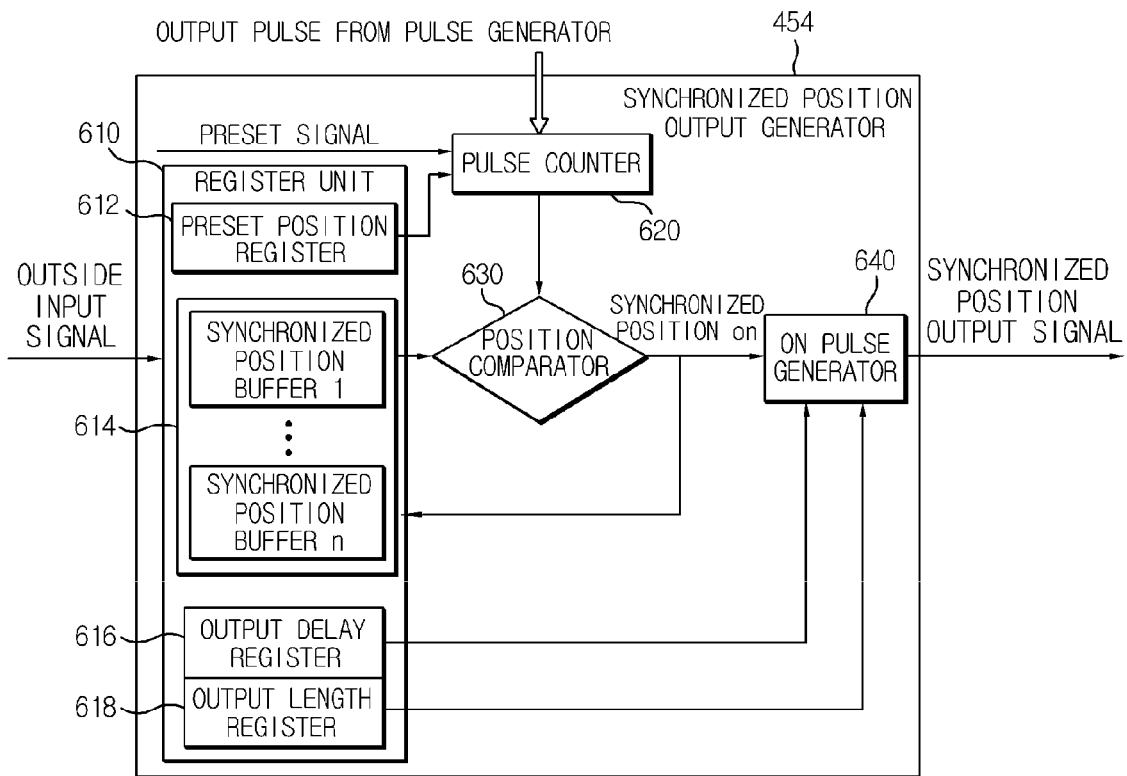 OUTPUT PULSE FROM PULSE GENERATOR
454
SYNCHRONIZED POSITION
OUTPUT GENERATOR
610
PRESET SIGNAL
PULSE COUNTER
620
REGISTER UNIT
612
PRESET POSITION
REGISTER
OUTSIDE
INPUT
SIGNAL
630
POSITION
COMPARATOR
SYNCHRONIZED
POSITION on
640
ON PULSE
GENERATOR
SYNCHRONIZED
POSITION
OUTPUT SIGNAL
614
SYNCHRONIZED
POSITION
BUFFER 1
SYNCHRONIZED
POSITION
BUFFER n
616
OUTPUT DELAY
REGISTER
618
OUTPUT LENGTH
REGISTER